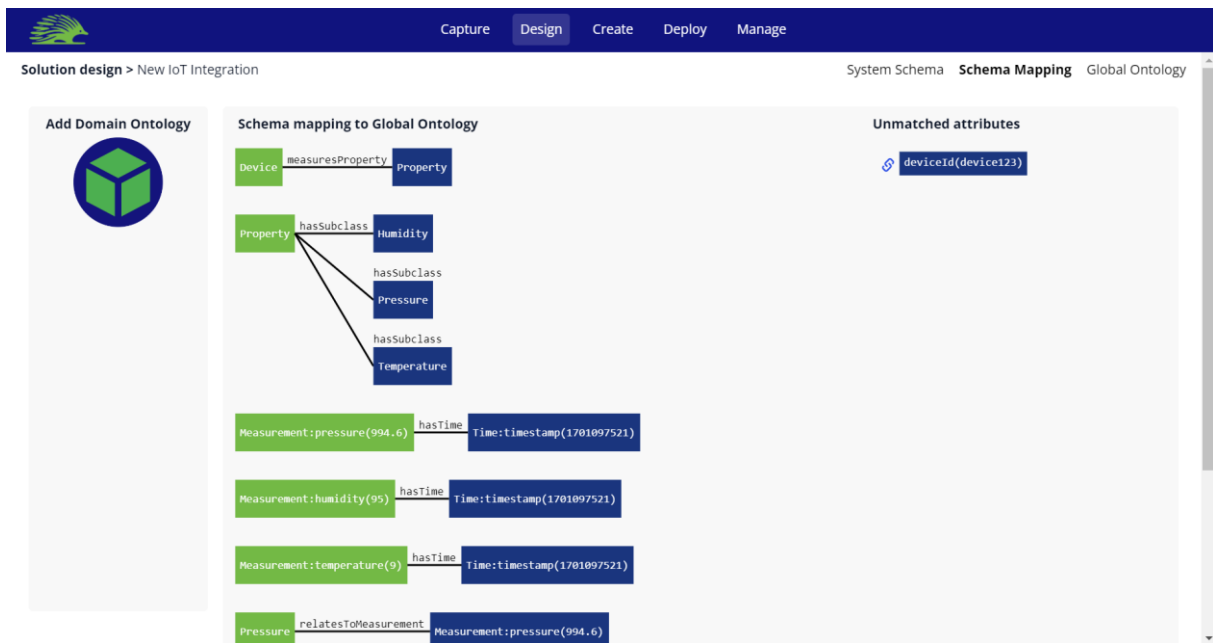 Capture Design Create Deploy Manage
Solution design > New IoT Integration
System Schema Schema Mapping Global Ontology
Add Domain Ontology
Schema mapping to Global Ontology
Unmatched attributes
Device measuresProperty Property
deviceId(device123)
Property hasSubclass Humidity
hasSubclass
Pressure
hasSubclass
Temperature
Measurement:pressure(994.6) hasTime Time:timestamp(1701097521)
Measurement:humidity(95) hasTime Time:timestamp(1701097521)
Measurement:temperature(9) hasTime Time:timestamp(1701097521)
Pressure relatesToMeasurement Measurement:pressure(994.6)